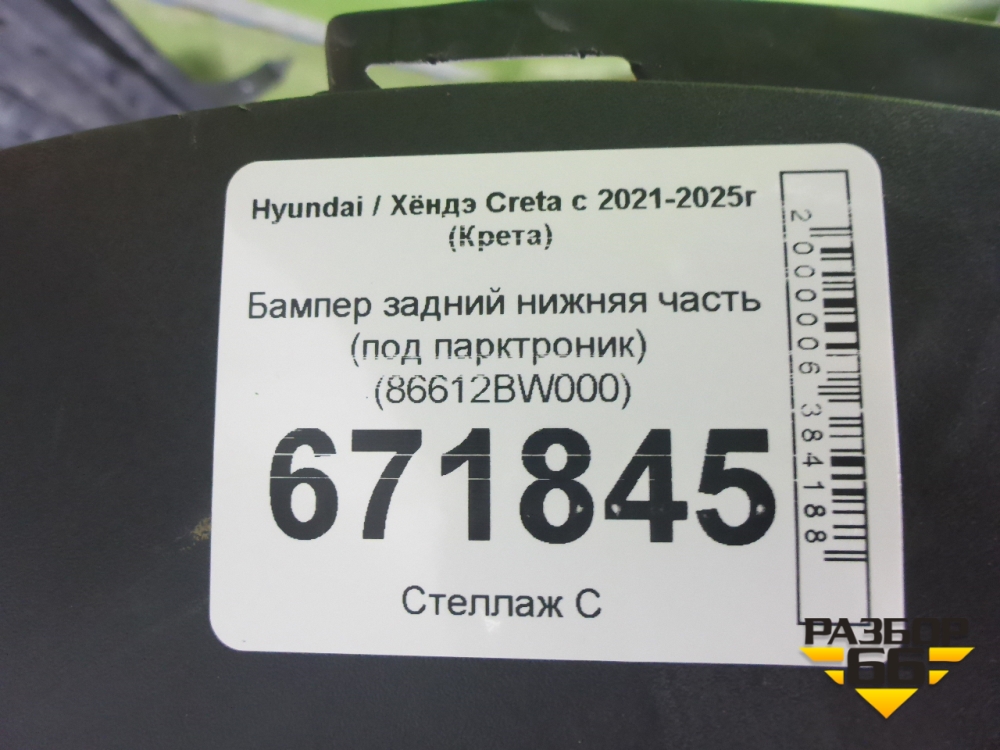 Hyundai / Хёндэ Creta с 2021-2025г
(Крета)
Бампер задний нижняя часть
(под парктроник)
(86612BW000)
671845
Стеллаж С
2000006384188
РАЗБОР
66